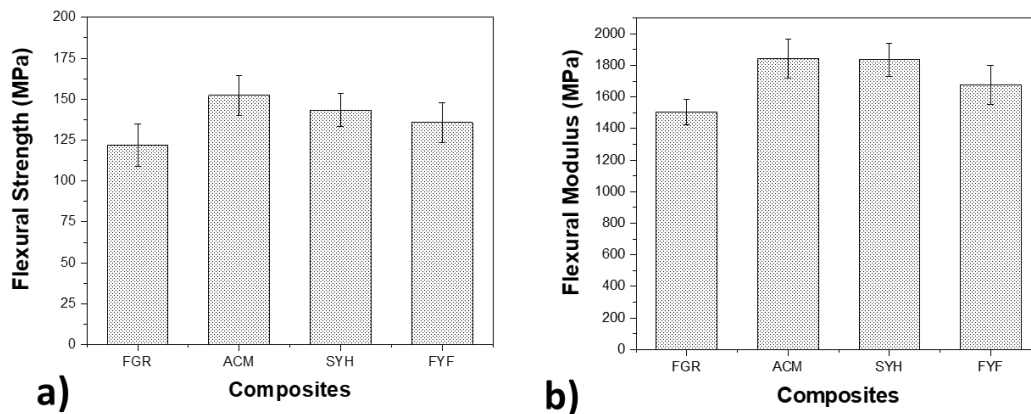 Flexural Strength (MPa)
200
175
150
125
100
75
50
25
0
FGR ACM SYH FYF
Composites
a)
Flexural Modulus (MPa)
2000
1800
1600
1400
1200
1000
800
600
400
200
0
FGR ACM SYH FYF
Composites
b)